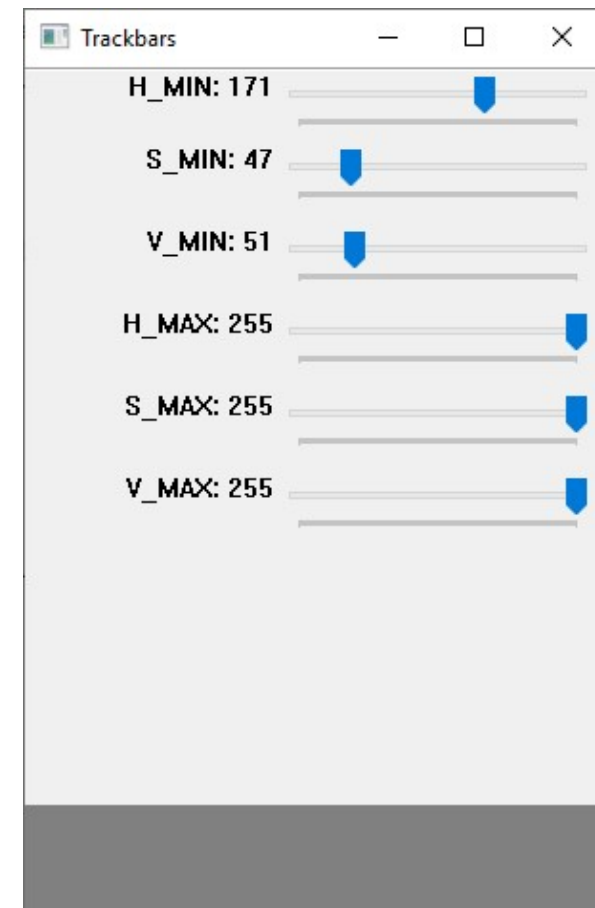 Trackbars
H_MIN: 171
S_MIN: 47
V_MIN: 51
H_MAX: 255
S_MAX: 255
V_MAX: 255